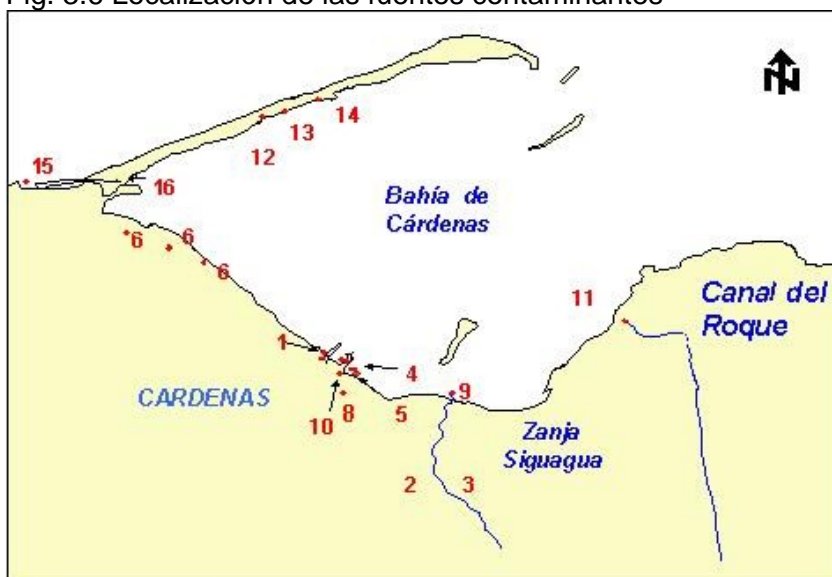 Fig. 3.6 Localización de las fuentes contaminantes
N
14
13
12
15
16
Bahía de
Cárdenas
6
6
6
11
Canal del
Roque
1
4
CARDENAS
10
8
5
9
Zanja
Siguagua
2
3